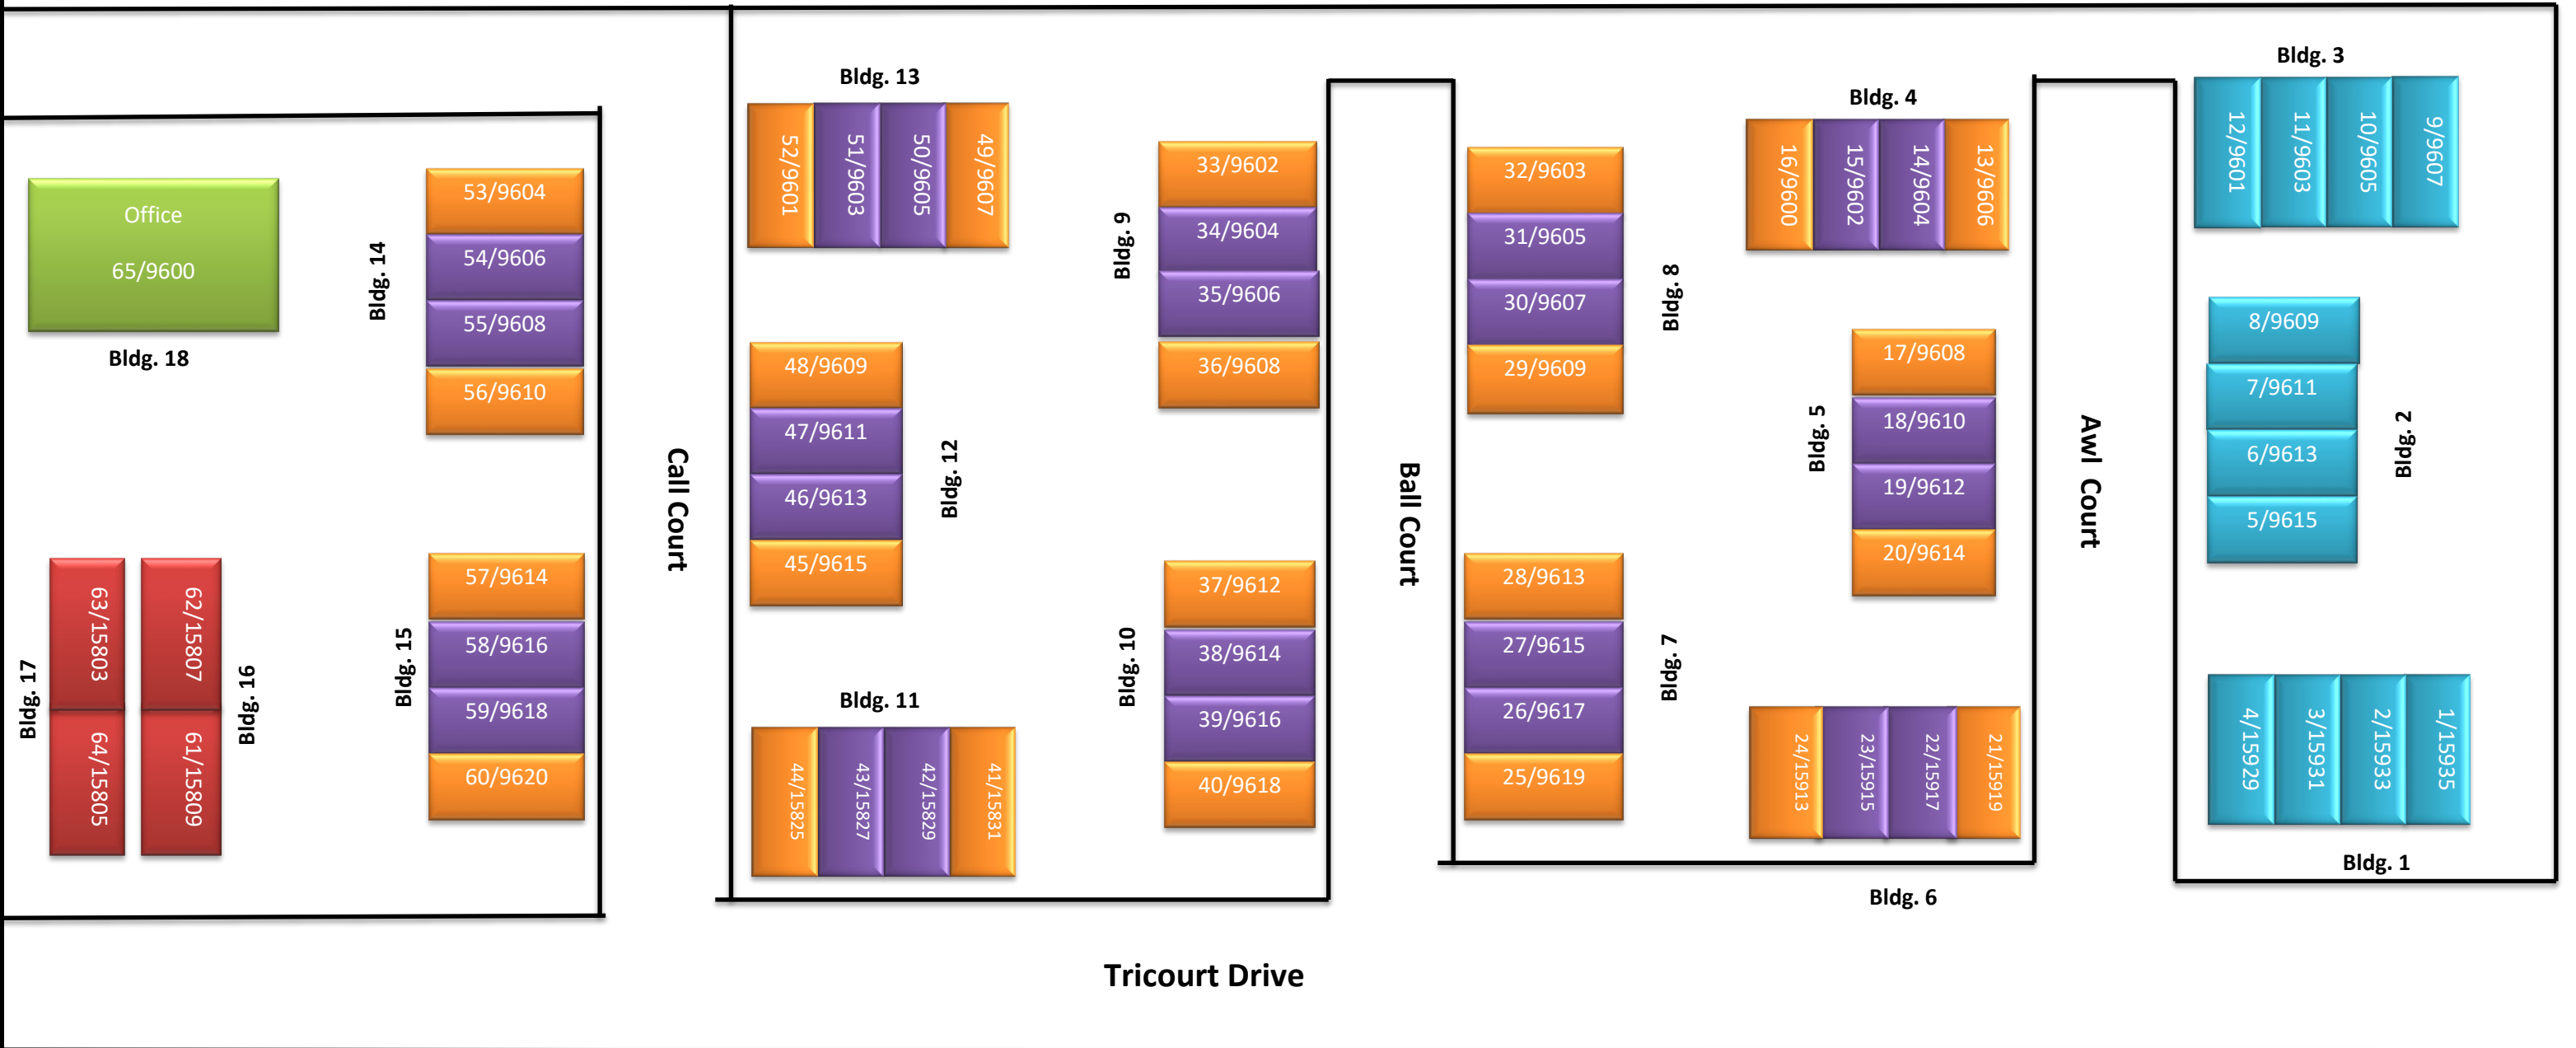 Office
65/9600
Bldg. 18
Bldg. 14
53/9604
54/9606
55/9608
56/9610
Bldg. 17
63/15803
64/15805
62/15807
61/15809
Bldg. 16
Bldg. 15
57/9614
58/9616
59/9618
60/9620
Call Court
Bldg. 13
52/9601
51/9603
50/9605
49/9607
48/9609
47/9611
46/9613
45/9615
Bldg. 12
Bldg. 11
44/15825
43/15827
42/15829
41/15831
Bldg. 9
33/9602
34/9604
35/9606
36/9608
Bldg. 10
37/9612
38/9614
39/9616
40/9618
Ball Court
32/9603
31/9605
30/9607
29/9609
Bldg. 8
28/9613
27/9615
26/9617
25/9619
Bldg. 7
Bldg. 4
16/9600
15/9602
14/9604
13/9606
Bldg. 5
17/9608
18/9610
19/9612
20/9614
24/15913
23/15915
22/15917
21/15919
Bldg. 6
Awl Court
Bldg. 3
12/9601
11/9603
10/9605
9/9607
8/9609
7/9611
6/9613
5/9615
Bldg. 2
4/15929
3/15931
2/15933
1/15935
Bldg. 1
Tricourt Drive